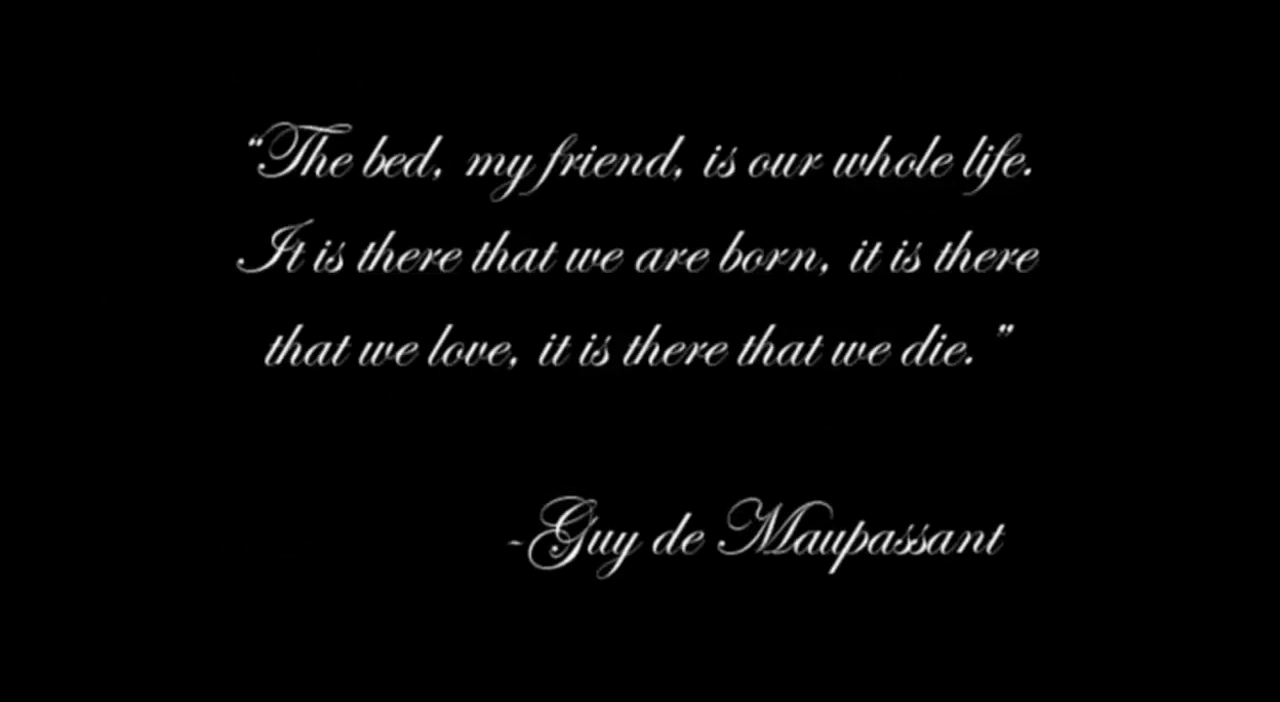 “The bed, my friend, is our whole life.
It is there that we are born, it is there
that we love, it is there that we die. ”
-Guy de Maupassant